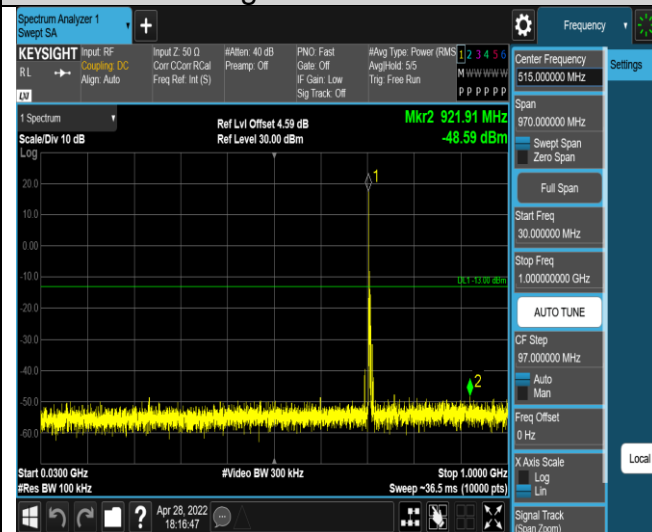 Spectrum Analyzer 1
Swept SA
+
Frequency
KEYSIGHT
RL
LXI
Input: RF
Coupling: DC
Align: Auto
Input Z: 50 Ω
Corr CCorr RCal
Freq Ref: Int (S)
#Atten: 40 dB
Preamp: Off
PNO: Fast
Gate: Off
IF Gain: Low
Sig Track: Off
#Avg Type: Power (RMS
Avg|Hold: 5/5
Trig: Free Run
1 2 3 4 5 6
M W W W W W
P P P P P P
1 Spectrum
Scale/Div 10 dB
Log
Ref Lvl Offset 4.59 dB
Ref Level 30.00 dBm
Mkr2 921.91 MHz
-48.59 dBm
20.0
10.0
0.00
-10.0
-20.0
-30.0
-40.0
-50.0
-60.0
1
DL1 -13.00 dBm
2
Start 0.0300 GHz
#Res BW 100 kHz
#Video BW 300 kHz
Stop 1.0000 GHz
Sweep ~36.5 ms (10000 pts)
?
Apr 28, 2022
18:16:47
Center Frequency
515.000000 MHz
Span
970.000000 MHz
Swept Span
Zero Span
Full Span
Start Freq
30.000000 MHz
Stop Freq
1.000000000 GHz
AUTO TUNE
CF Step
97.000000 MHz
Auto
Man
Freq Offset
0 Hz
X Axis Scale
Log
Lin
Signal Track
(Span Zoom)
Settings
Local